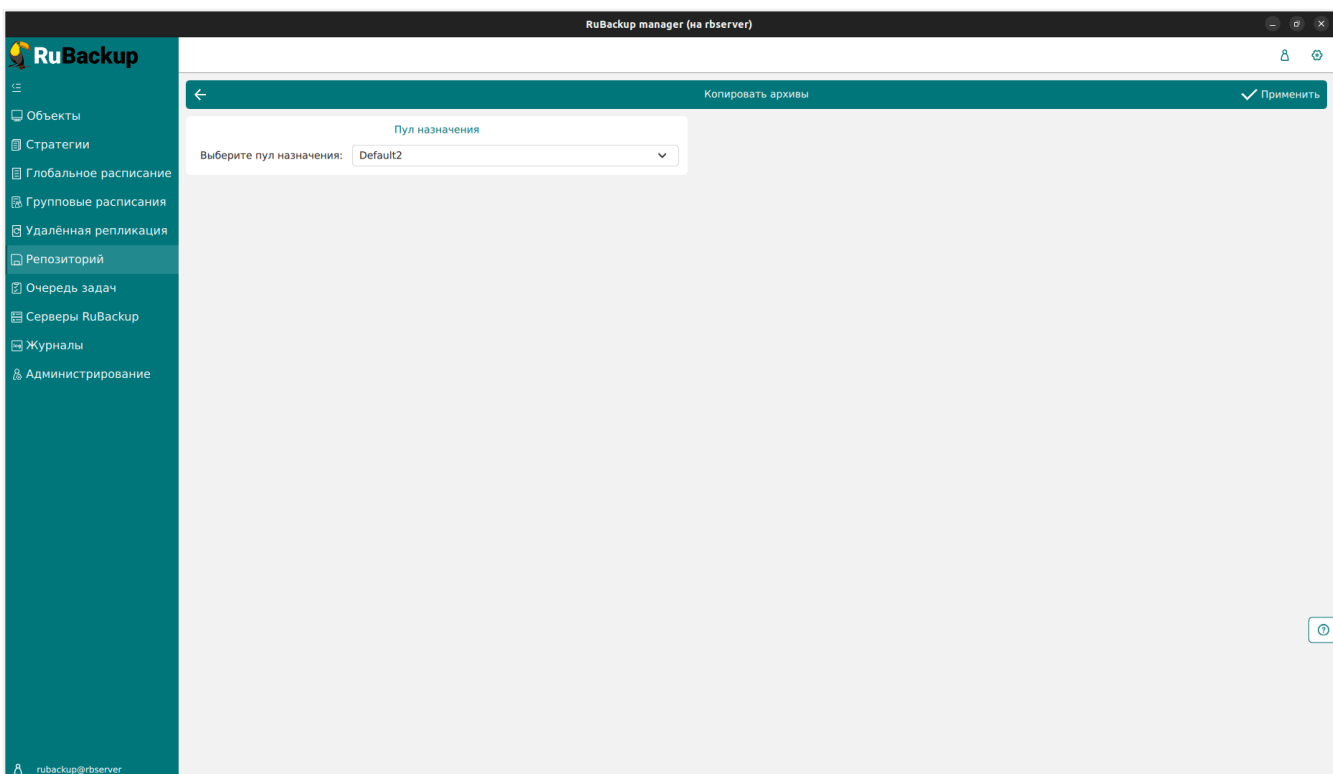 RuBackup manager (на rbserver)
RuBackup
Объекты
Стратегии
Глобальное расписание
Групповые расписания
Удалённая репликация
Репозиторий
Очередь задач
Серверы RuBackup
Журналы
Администрирование
rubackup@rbserver
Копировать архивы
Применить
Пул назначения
Выберите пул назначения: Default2